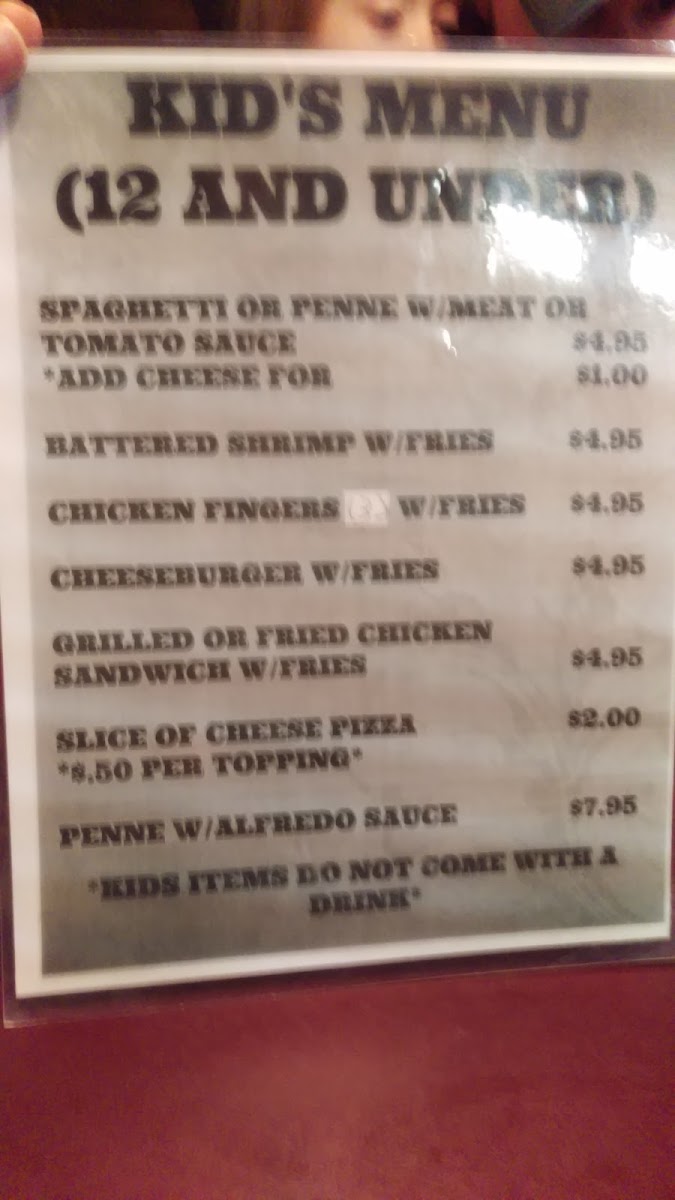 KID'S MENU
(12 AND UNDER)
SPAGHETTI OR PENNE W/MEAT OR
TOMATO SAUCE $4.95
*ADD CHEESE FOR $1.00
BATTERED SHRIMP W/FRIES $4.95
CHICKEN FINGERS (3) W/FRIES $4.95
CHEESEBURGER W/FRIES $4.95
GRILLED OR FRIED CHICKEN
SANDWICH W/FRIES $4.95
SLICE OF CHEESE PIZZA $2.00
*$.50 PER TOPPING*
PENNE W/ALFREDO SAUCE $7.95
*KIDS ITEMS DO NOT COME WITH A
DRINK*